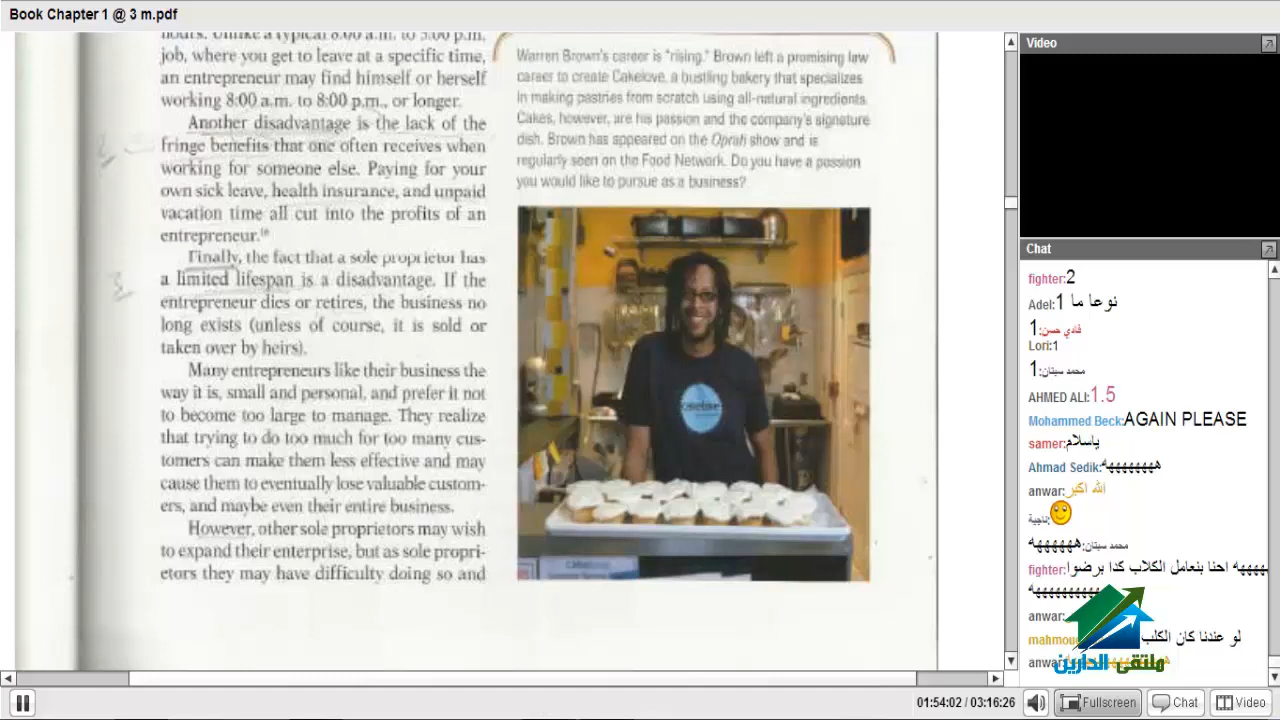 Book Chapter 1 @ 3 m.pdf
hours. Unlike a typical 8:00 a.m. to 5:00 p.m.
job, where you get to leave at a specific time,
an entrepreneur may find himself or herself
working 8:00 a.m. to 8:00 p.m., or longer.
Another disadvantage is the lack of the
fringe benefits that one often receives when
working for someone else. Paying for your
own sick leave, health insurance, and unpaid
vacation time all cut into the profits of an
entrepreneur.
Finally, the fact that a sole proprietor has
a limited lifespan is a disadvantage. If the
entrepreneur dies or retires, the business no
long exists (unless of course, it is sold or
taken over by heirs).
Many entrepreneurs like their business the
way it is, small and personal, and prefer it not
to become too large to manage. They realize
that trying to do too much for too many cus-
tomers can make them less effective and may
cause them to eventually lose valuable custom-
ers, and maybe even their entire business.
However, other sole proprietors may wish
to expand their enterprise, but as sole propri-
etors they may have difficulty doing so and
Warren Brown's career is "rising." Brown left a promising law
career to create Cakelove, a bustling bakery that specializes
in making pastries from scratch using all-natural ingredients.
Cakes, however, are his passion and the company's signature
dish. Brown has appeared on the Oprah show and is
regularly seen on the Food Network. Do you have a passion
you would like to pursue as a business?
Video
Chat
fighter:2
Adel:1 نوعا ما
فادي حسن:1
Lori:1
محمد سبتان:1
AHMED ALI:1.5
Mohammed Beck:AGAIN PLEASE
samer:ياسلام
Ahmad Sedik:هههههههه
anwar:الله اكبر
ناجية:
محمد سبتان:ههههههه
fighter:هههههه احنا بنعامل الكلاب كدا برضوا
anwar:
mahmoud لو عندنا كان الكلب
anwar:
ملتقى الدارين
01:54:02 / 03:16:26
Fullscreen
Chat
Video